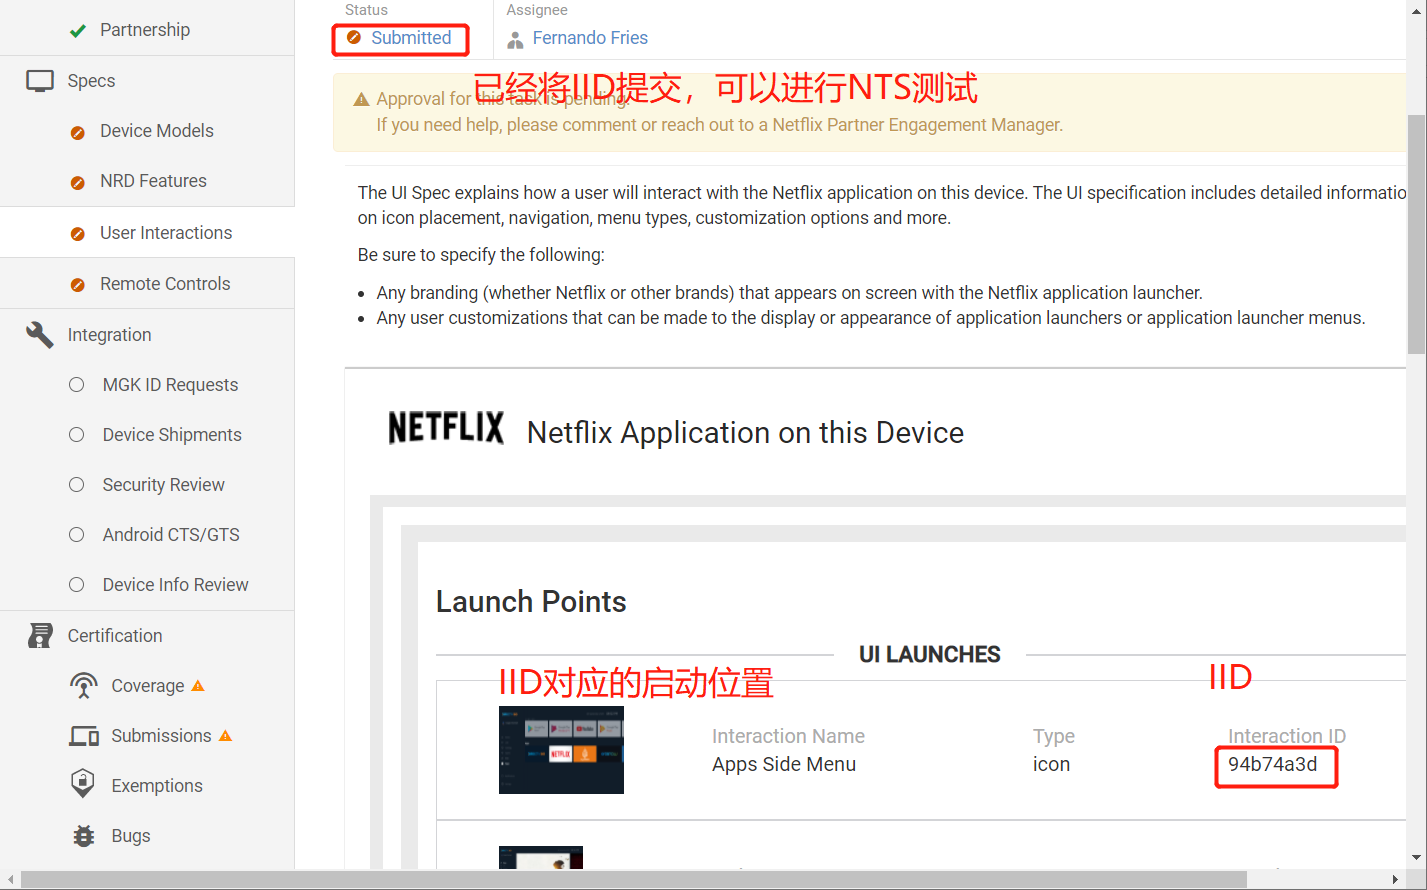 Status
Assignee
Partnership
Submitted
Fernando Fries
Specs
已经将IID提交，可以进行NTS测试
Approval for this task is pending.
If you need help, please comment or reach out to a Netflix Partner Engagement Manager.
Device Models
NRD Features
User Interactions
Remote Controls
Integration
MGK ID Requests
Device Shipments
Security Review
Android CTS/GTS
Device Info Review
Certification
Coverage
Submissions
Exemptions
Bugs
The UI Spec explains how a user will interact with the Netflix application on this device. The UI specification includes detailed informatio
on icon placement, navigation, menu types, customization options and more.
Be sure to specify the following:
Any branding (whether Netflix or other brands) that appears on screen with the Netflix application launcher.
Any user customizations that can be made to the display or appearance of application launchers or application launcher menus.
NETFLIX
Netflix Application on this Device
Launch Points
UI LAUNCHES
IID对应的启动位置
IID
NETFLIX
Interaction Name
Type
Interaction ID
Apps Side Menu
icon
94b74a3d